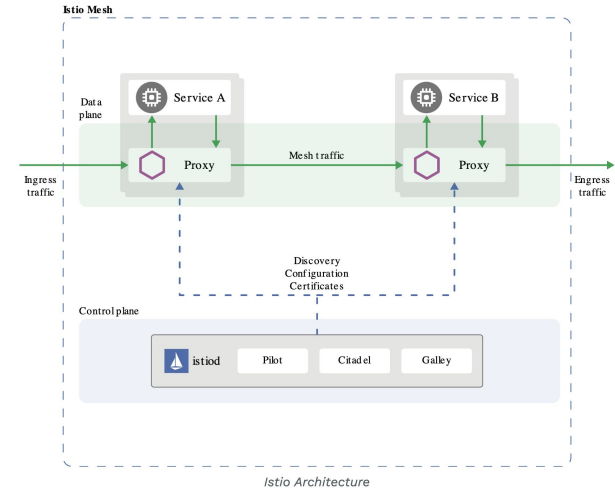 Istio Mesh
Data
plane
Service A
Service B
Proxy
Mesh traffic
Proxy
Ingress
traffic
Engress
traffic
Discovery
Configuration
Certificates
Control plane
istiod
Pilot
Citadel
Galley
Istio Architecture